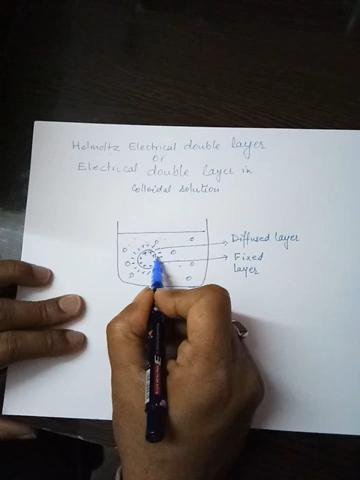 Helmoltz Electrical double layer
or
Electrical double layer in
colloidal solution
Diffused layer
Fixed
layer